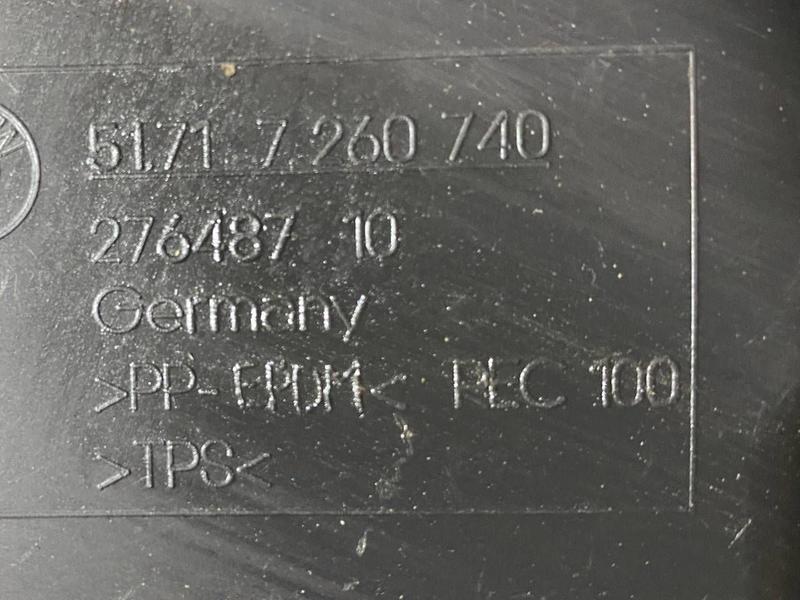 51.71 7 260 740
276487 10
Germany
>PP-EPDM< REC 100
>TPS<